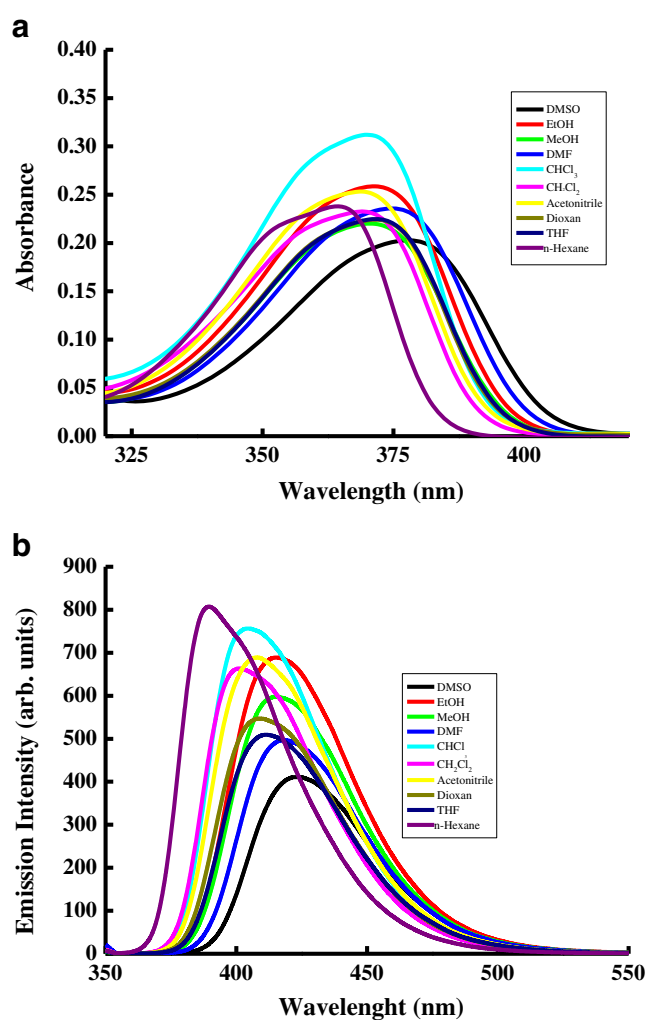 a
0.40
0.35
0.30
0.25
0.20
0.15
0.10
0.05
0.00
Absorbance
325 350 375 400
Wavelength (nm)
DMSO
EtOH
MeOH
DMF
CHCl3
CH.Cl2
Acetonitrile
Dioxan
THF
n-Hexane
b
900
800
700
600
500
400
300
200
100
0
Emission Intensity (arb. units)
350 400 450 500 550
Wavelenght (nm)
DMSO
EtOH
MeOH
DMF
CHCl
CH2Cl2
Acetonitrile
Dioxan
THF
n-Hexane